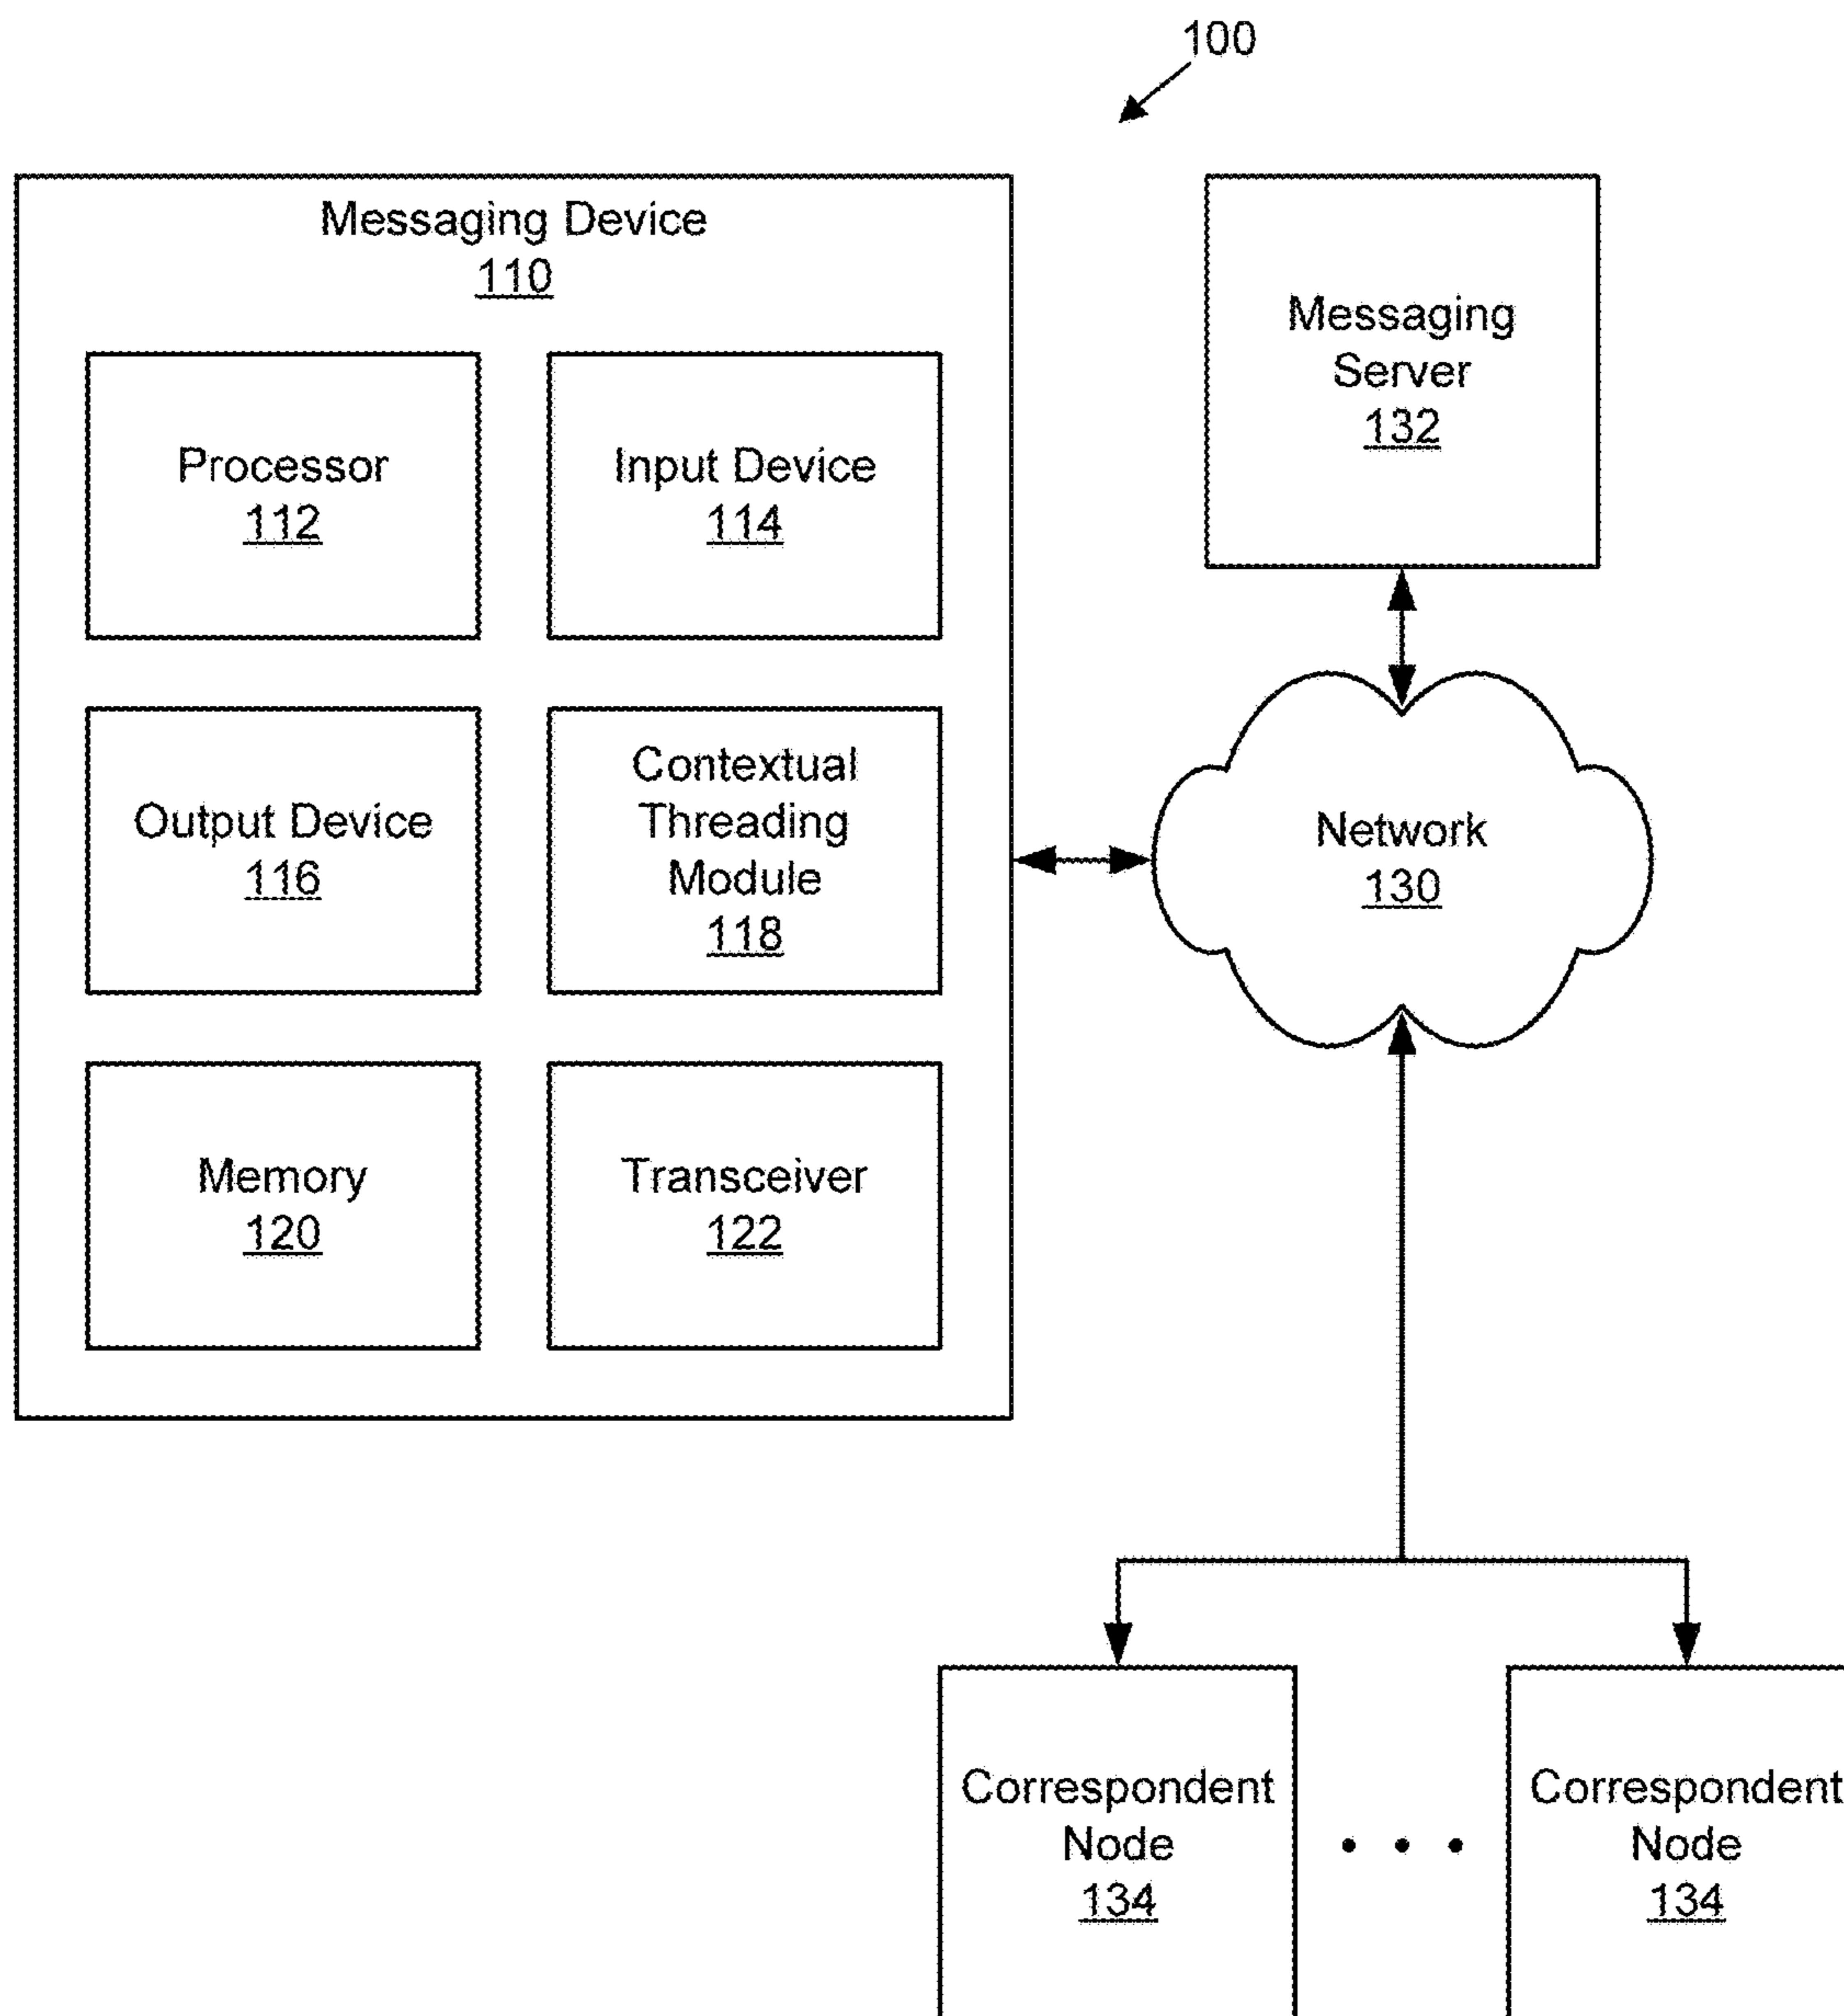 100
Messaging Device
110
Processor
112
Input Device
114
Output Device
116
Contextual
Threading
Module
118
Memory
120
Transceiver
122
Messaging
Server
132
Network
130
Correspondent
Node
134
Correspondent
Node
134